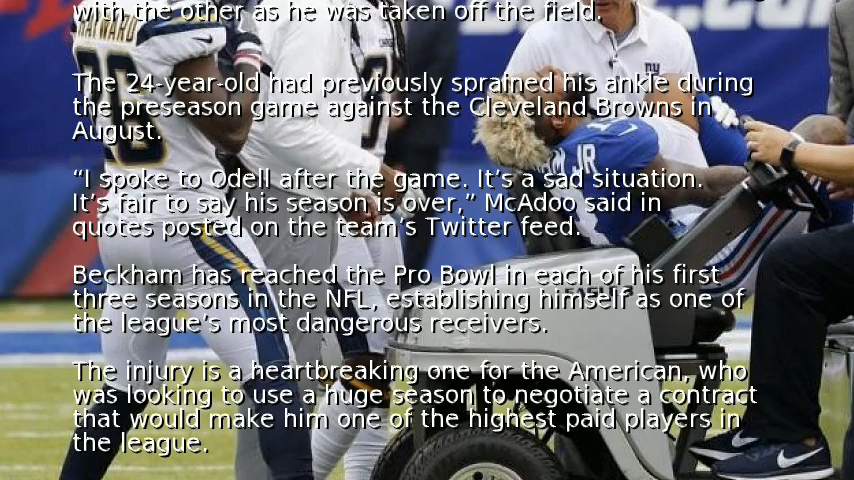 with the other as he was taken off the field.
The 24-year-old had previously sprained his ankle during
the preseason game against the Cleveland Browns in
August.
“I spoke to Odell after the game. It’s a sad situation.
It’s fair to say his season is over,” McAdoo said in
quotes posted on the team’s Twitter feed.
Beckham has reached the Pro Bowl in each of his first
three seasons in the NFL, establishing himself as one of
the league’s most dangerous receivers.
The injury is a heartbreaking one for the American, who
was looking to use a huge season to negotiate a contract
that would make him one of the highest paid players in
the league.
HAYWARD
ny
JR